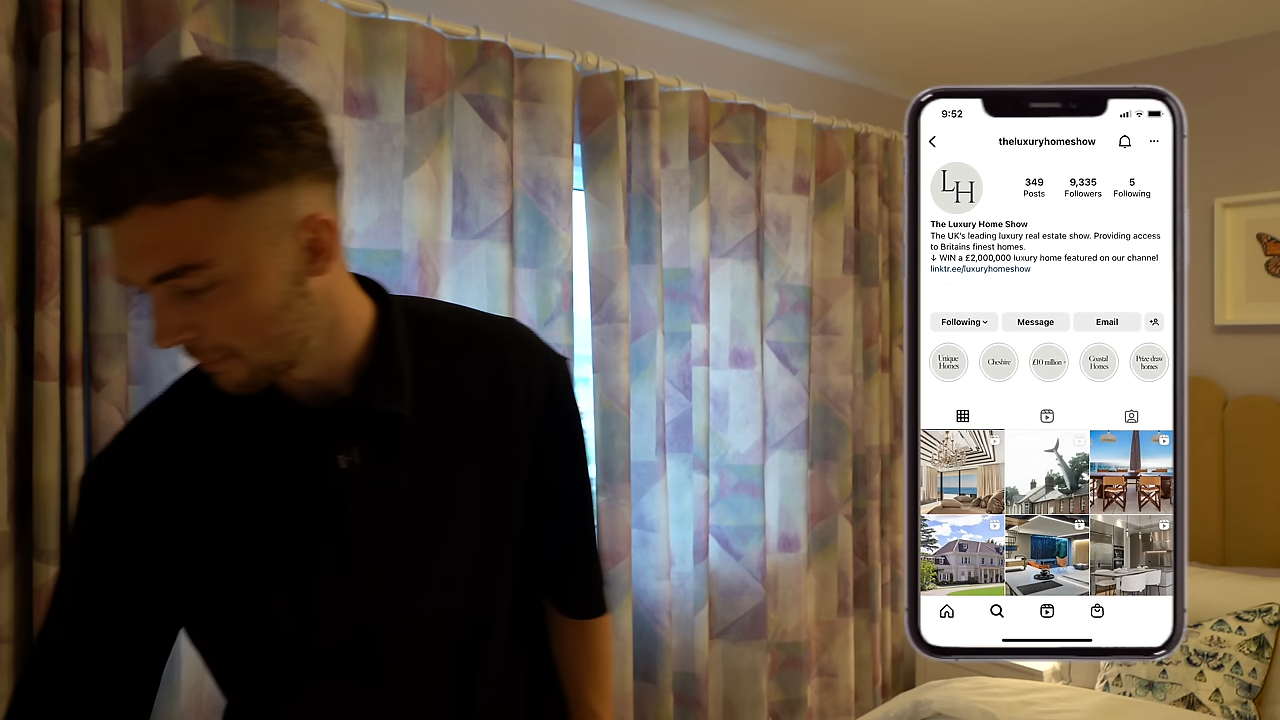 9:52
theluxuryhomeshow
LH
349 9,335 5
Posts Followers Following
The Luxury Home Show
The UK's leading luxury real estate show. Providing access
to Britains finest homes.
↓ WIN a £2,000,000 luxury home featured on our channel
linktr.ee/luxuryhomeshow
Following Message Email
Unique
Homes
Cheshire
£10 million+
Coastal
Homes
Prize draw
homes